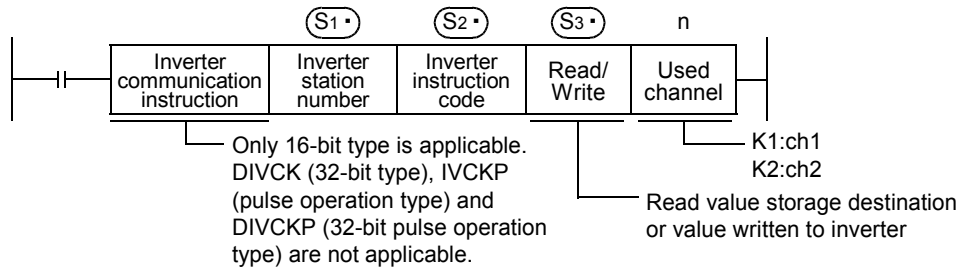 S1· S2· S3· n
Inverter communication instruction
Inverter station number
Inverter instruction code
Read/ Write
Used channel
Only 16-bit type is applicable.
DIVCK (32-bit type), IVCKP
(pulse operation type) and
DIVCKP (32-bit pulse operation
type) are not applicable.
K1:ch1
K2:ch2
Read value storage destination
or value written to inverter